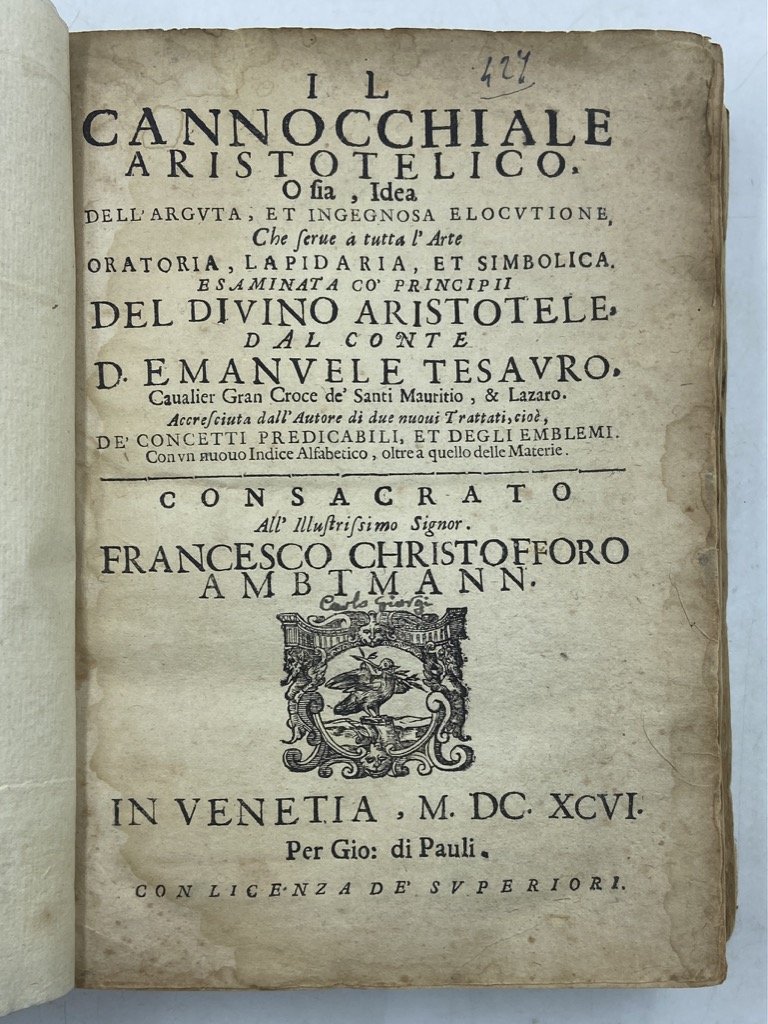 427
IL
CANNOCCHIALE
ARISTOTELICO.
O ſia, Idea
DELL'ARGVTA, ET INGEGNOSA ELOCVTIONE,
Che ſerue à tutta l'Arte
ORATORIA, LAPIDARIA, ET SIMBOLICA.
ESAMINATA CO' PRINCIPII
DEL DIVINO ARISTOTELE.
DAL CONTE
D. EMANVELE TESAVRO.
Caualier Gran Croce de' Santi Mauritio, & Lazaro.
Accreſciuta dall'Autore di due nuoui Trattati, cioè,
DE' CONCETTI PREDICABILI, ET DEGLI EMBLEMI.
Con vn nuouo Indice Alfabetico, oltre à quello delle Materie.
CONSACRATO
All' Illuſtriſsimo Signor.
FRANCESCO CHRISTOFFORO
AMBTMANN.
Carlo Giorgi
IN VENETIA, M. DC. XCVI.
Per Gio: di Pauli.
CON LICENZA DE' SVPERIORI.